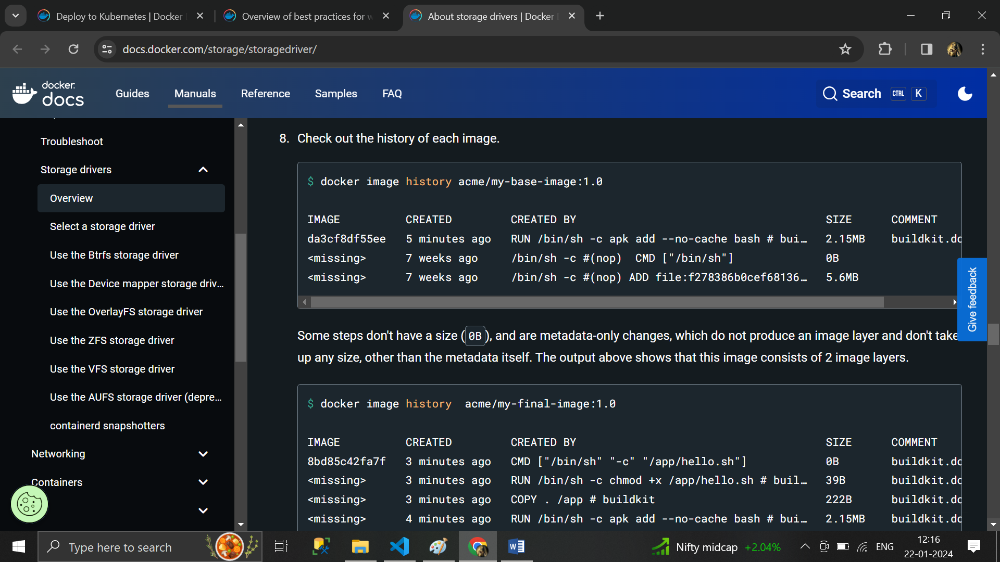 Deploy to Kubernetes | Docker
Overview of best practices for w
About storage drivers | Docker
docs.docker.com/storage/storagedriver/
docker
docs
Guides
Manuals
Reference
Samples
FAQ
Search
CTRL
K
Troubleshoot
Storage drivers
Overview
Select a storage driver
Use the Btrfs storage driver
Use the Device mapper storage driv…
Use the OverlayFS storage driver
Use the ZFS storage driver
Use the VFS storage driver
Use the AUFS storage driver (depre…
containerd snapshotters
Networking
Containers
8. Check out the history of each image.
$ docker image history acme/my-base-image:1.0
IMAGE CREATED CREATED BY SIZE COMMENT
da3cf8df55ee 5 minutes ago RUN /bin/sh -c apk add --no-cache bash # bui… 2.15MB buildkit.do
<missing> 7 weeks ago /bin/sh -c #(nop)  CMD ["/bin/sh"] 0B
<missing> 7 weeks ago /bin/sh -c #(nop) ADD file:f278386b0cef68136… 5.6MB
Some steps don't have a size (0B), and are metadata-only changes, which do not produce an image layer and don't take
up any size, other than the metadata itself. The output above shows that this image consists of 2 image layers.
$ docker image history  acme/my-final-image:1.0
IMAGE CREATED CREATED BY SIZE COMMENT
8bd85c42fa7f 3 minutes ago CMD ["/bin/sh" "-c" "/app/hello.sh"] 0B buildkit.do
<missing> 3 minutes ago RUN /bin/sh -c chmod +x /app/hello.sh # buil… 39B buildkit.do
<missing> 3 minutes ago COPY . /app # buildkit 222B buildkit.do
<missing> 4 minutes ago RUN /bin/sh -c apk add --no-cache bash # bui… 2.15MB buildkit.do
Give feedback
Type here to search
Nifty midcap +2.04%
ENG
12:16
22-01-2024